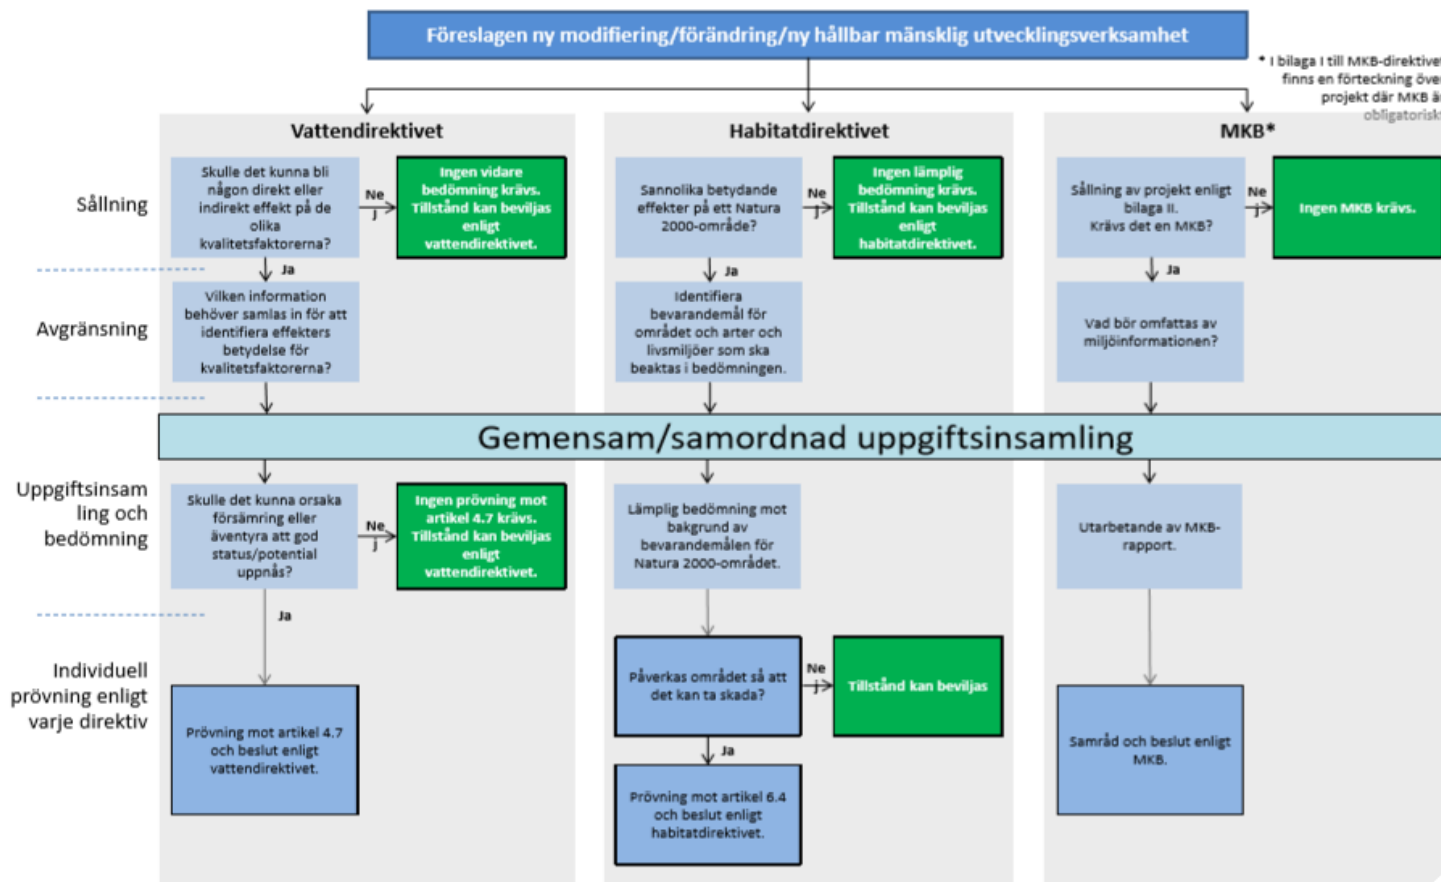 Föreslagen ny modifiering/förändring/ny hållbar mänsklig utvecklingsverksamhet
* I bilaga I till MKB-direktivet
finns en förteckning över
projekt där MKB är
obligatorisk
Vattendirektivet
Habitatdirektivet
MKB*
Sållning
Skulle det kunna bli
någon direkt eller
indirekt effekt på de
olika
kvalitetsfaktorerna?
Ne
j
Ingen vidare
bedömning krävs.
Tillstånd kan beviljas
enligt
vattendirektivet.
Sannolika betydande
effekter på ett Natura
2000-område?
Ne
j
Ingen lämplig
bedömning krävs.
Tillstånd kan beviljas
enligt
habitatdirektivet.
Sållning av projekt enligt
bilaga II.
Krävs det en MKB?
Ne
j
Ingen MKB krävs.
Ja
Ja
Ja
Avgränsning
Vilken information
behöver samlas in för att
identifiera effekters
betydelse för
kvalitetsfaktorerna?
Identifiera
bevarandemål för
området och arter och
livsmiljöer som ska
beaktas i bedömningen.
Vad bör omfattas av
miljöinformationen?
Gemensam/samordnad uppgiftsinsamling
Uppgiftsinsam
ling och
bedömning
Skulle det kunna orsaka
försämring eller
äventyra att god
status/potential
uppnås?
Ne
j
Ingen prövning mot
artikel 4.7 krävs.
Tillstånd kan beviljas
enligt
vattendirektivet.
Lämplig bedömning mot
bakgrund av
bevarandemålen för
Natura 2000-området.
Utarbetande av MKB-
rapport.
Ja
Individuell
prövning enligt
varje direktiv
Prövning mot artikel 4.7
och beslut enligt
vattendirektivet.
Påverkas området så att
det kan ta skada?
Ne
j
Tillstånd kan beviljas
Ja
Prövning mot artikel 6.4
och beslut enligt
habitatdirektivet.
Samråd och beslut enligt
MKB.